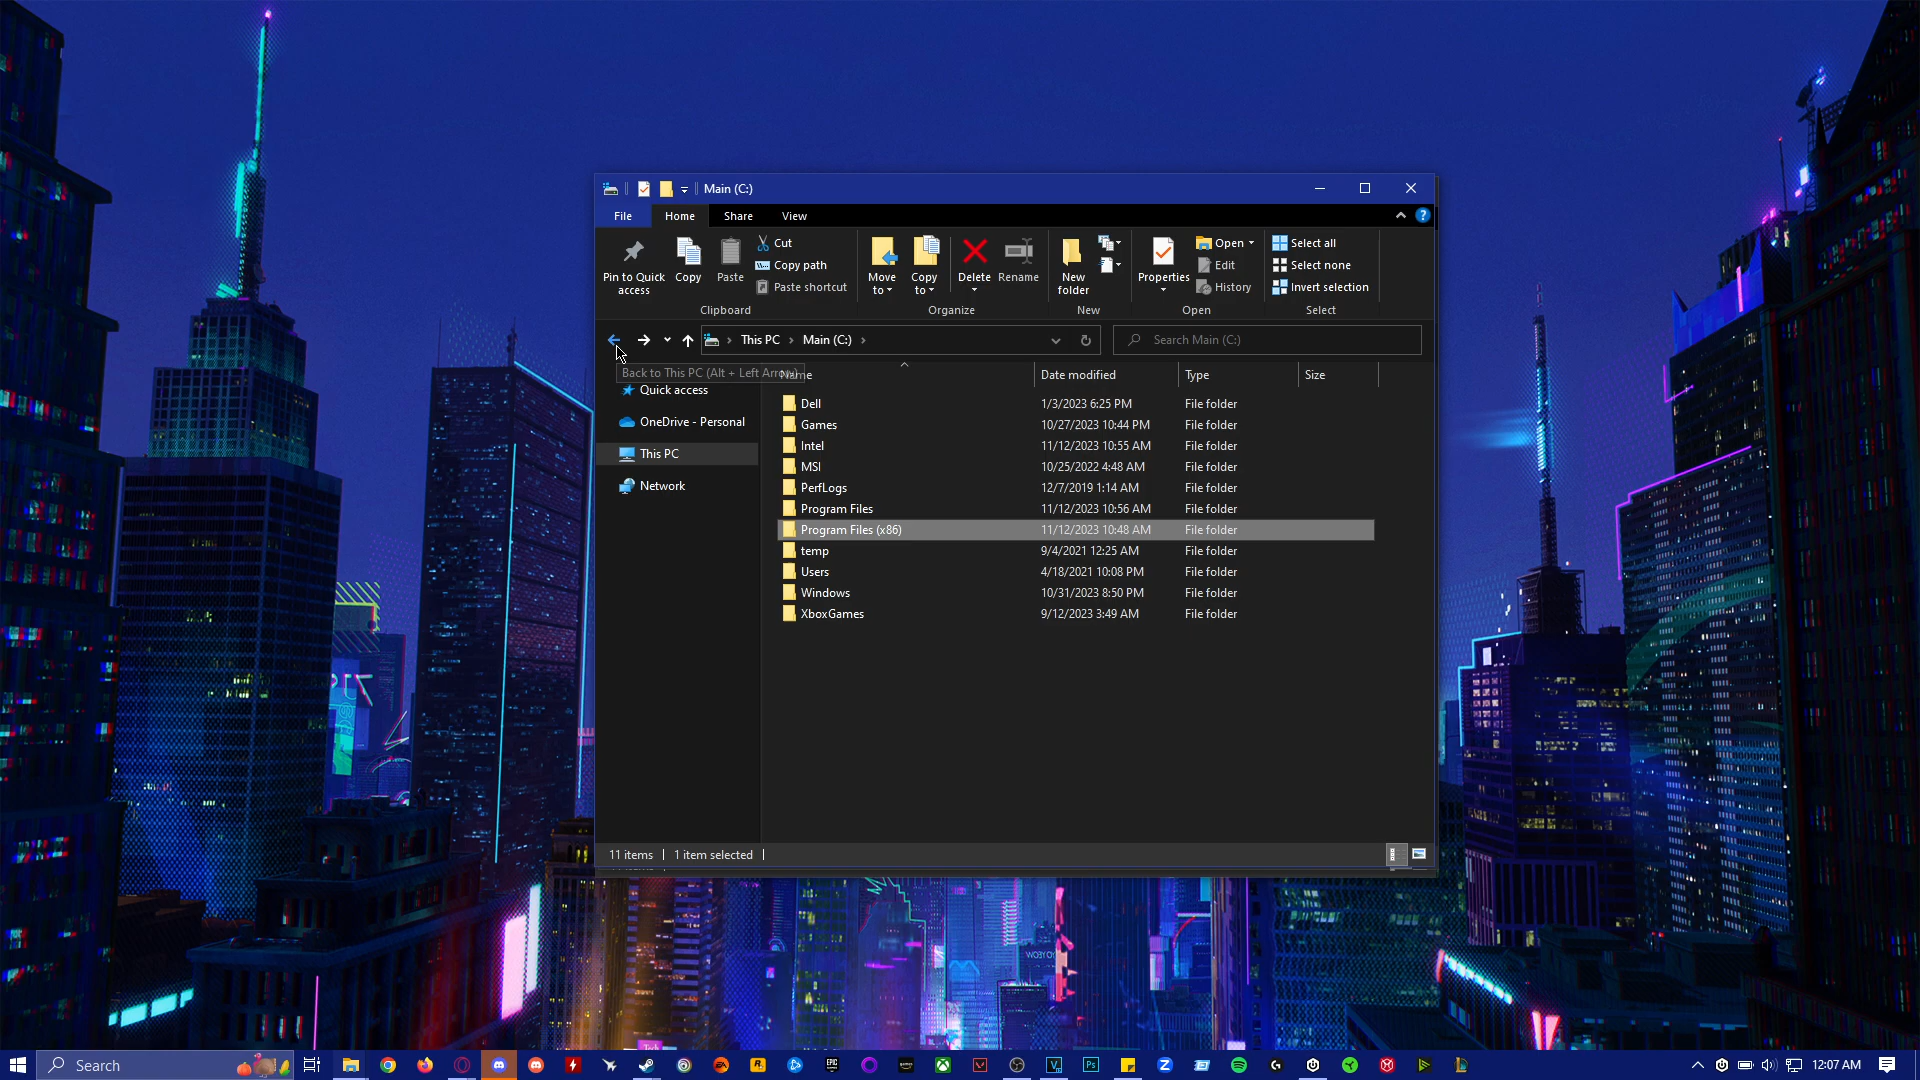 Main (C:)
File Home Share View
Pin to Quick access
Copy
Paste
Cut
Copy path
Paste shortcut
Clipboard
Move to
Copy to
Delete
Rename
Organize
New folder
New
Properties
Open
Edit
History
Open
Select all
Select none
Invert selection
Select
This PC Main (C:)
Search Main (C:)
Back to This PC (Alt + Left Arrow)
Name Date modified Type Size
Quick access
OneDrive - Personal
This PC
Network
Dell 1/3/2023 6:25 PM File folder
Games 10/27/2023 10:44 PM File folder
Intel 11/12/2023 10:55 AM File folder
MSI 10/25/2022 4:48 AM File folder
PerfLogs 12/7/2019 1:14 AM File folder
Program Files 11/12/2023 10:56 AM File folder
Program Files (x86) 11/12/2023 10:48 AM File folder
temp 9/4/2021 12:25 AM File folder
Users 4/18/2021 10:08 PM File folder
Windows 10/31/2023 8:50 PM File folder
XboxGames 9/12/2023 3:49 AM File folder
11 items 1 item selected
Search
12:07 AM